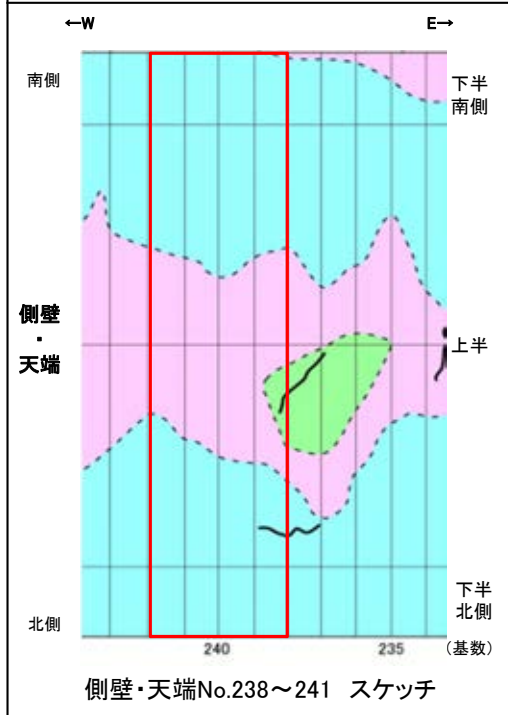 ←W E→
南側
下半
南側
側壁
・
天端
上半
下半
北側
北側
240 235 (基数)
側壁・天端No.238～241 スケッチ